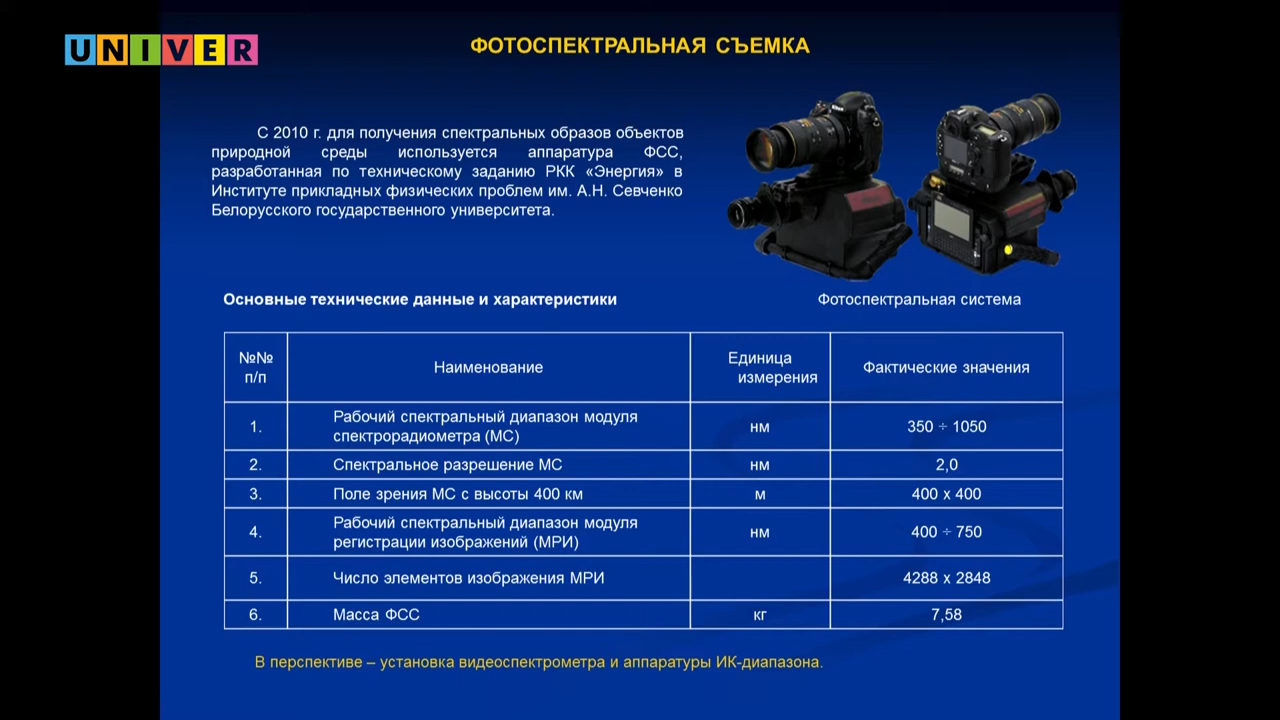 UNIVER
ФОТОСПЕКТРАЛЬНАЯ СЪЕМКА
С 2010 г. для получения спектральных образов объектов
природной среды используется аппаратура ФСС,
разработанная по техническому заданию РКК «Энергия» в
Институте прикладных физических проблем им. А.Н. Севченко
Белорусского государственного университета.
Основные технические данные и характеристики
Фотоспектральная система
№№
п/п
Наименование
Единица
измерения
Фактические значения
1.
Рабочий спектральный диапазон модуля
спектрорадиометра (МС)
нм
350 ÷ 1050
2.
Спектральное разрешение МС
нм
2,0
3.
Поле зрения МС с высоты 400 км
м
400 х 400
4.
Рабочий спектральный диапазон модуля
регистрации изображений (МРИ)
нм
400 ÷ 750
5.
Число элементов изображения МРИ
4288 х 2848
6.
Масса ФСС
кг
7,58
В перспективе – установка видеоспектрометра и аппаратуры ИК-диапазона.